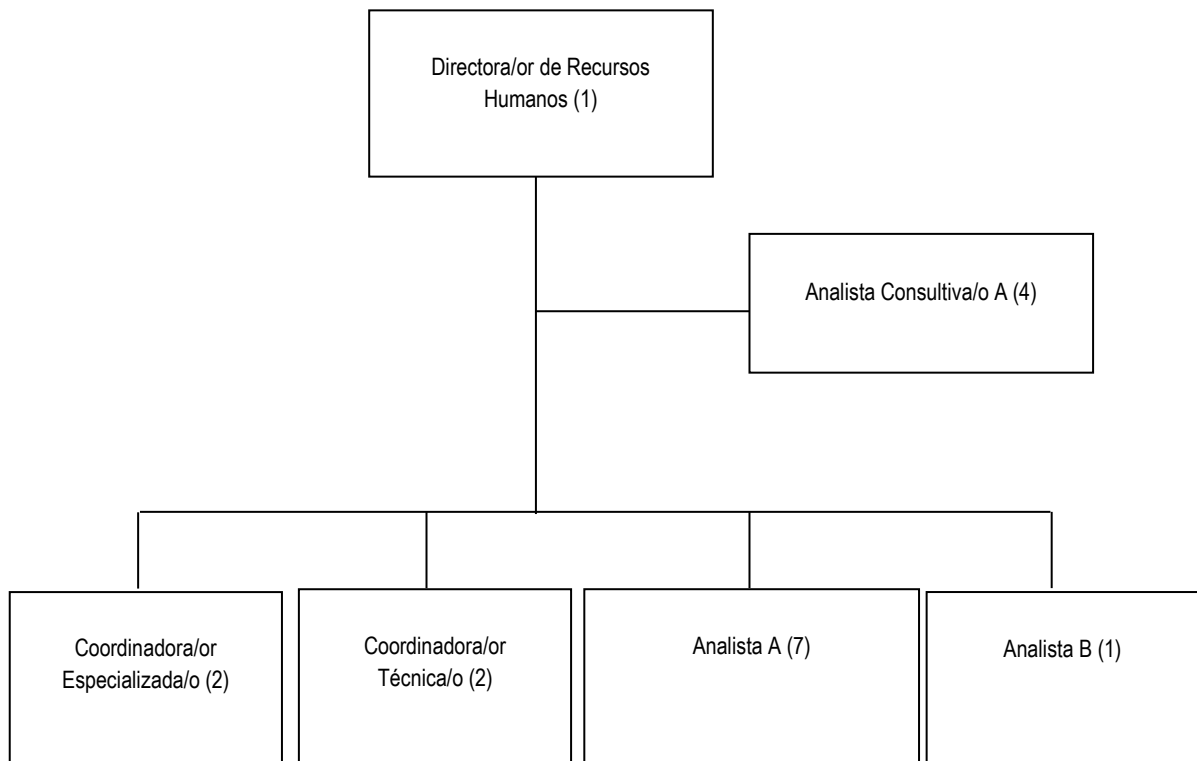 Directora/or de Recursos
Humanos (1)
Analista Consultiva/o A (4)
Coordinadora/or
Especializada/o (2)
Coordinadora/or
Técnica/o (2)
Analista A (7)
Analista B (1)